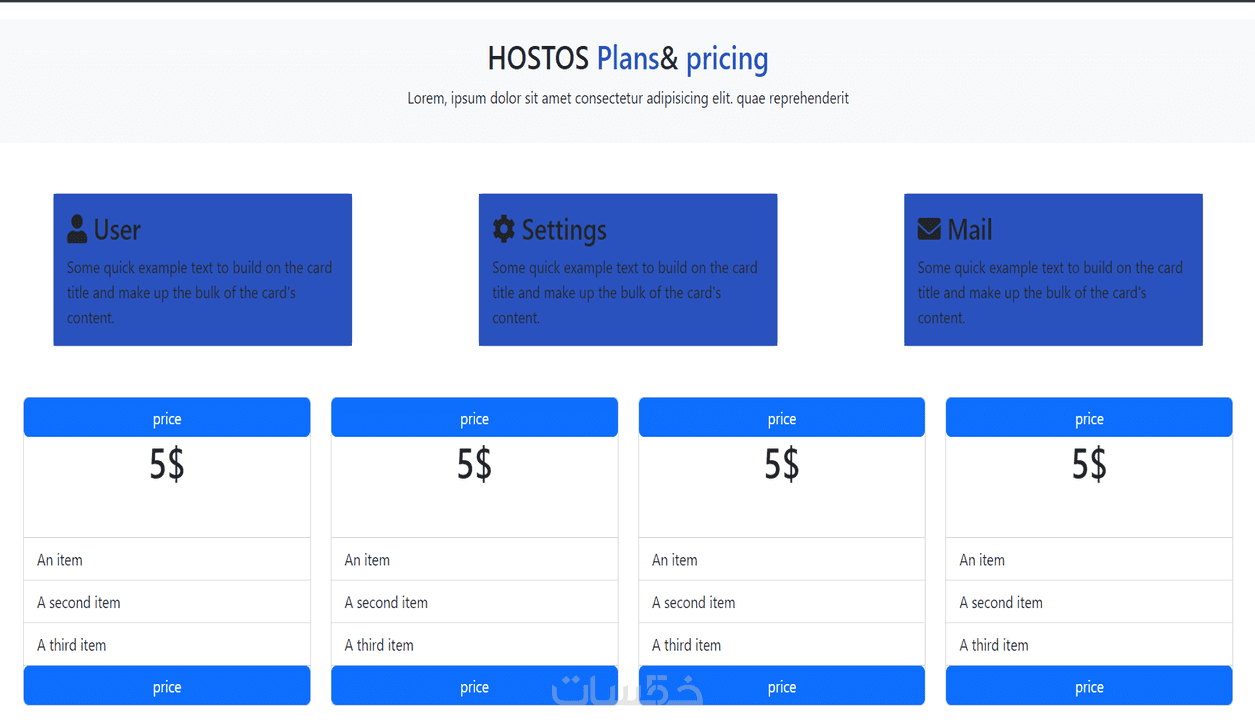 HOSTOS Plans& pricing
Lorem, ipsum dolor sit amet consectetur adipisicing elit. quae reprehenderit
User
Some quick example text to build on the card
title and make up the bulk of the card's
content.
Settings
Some quick example text to build on the card
title and make up the bulk of the card's
content.
Mail
Some quick example text to build on the card
title and make up the bulk of the card's
content.
price
5$
An item
A second item
A third item
price
price
5$
An item
A second item
A third item
price
price
5$
An item
A second item
A third item
price
price
5$
An item
A second item
A third item
price
خمسات